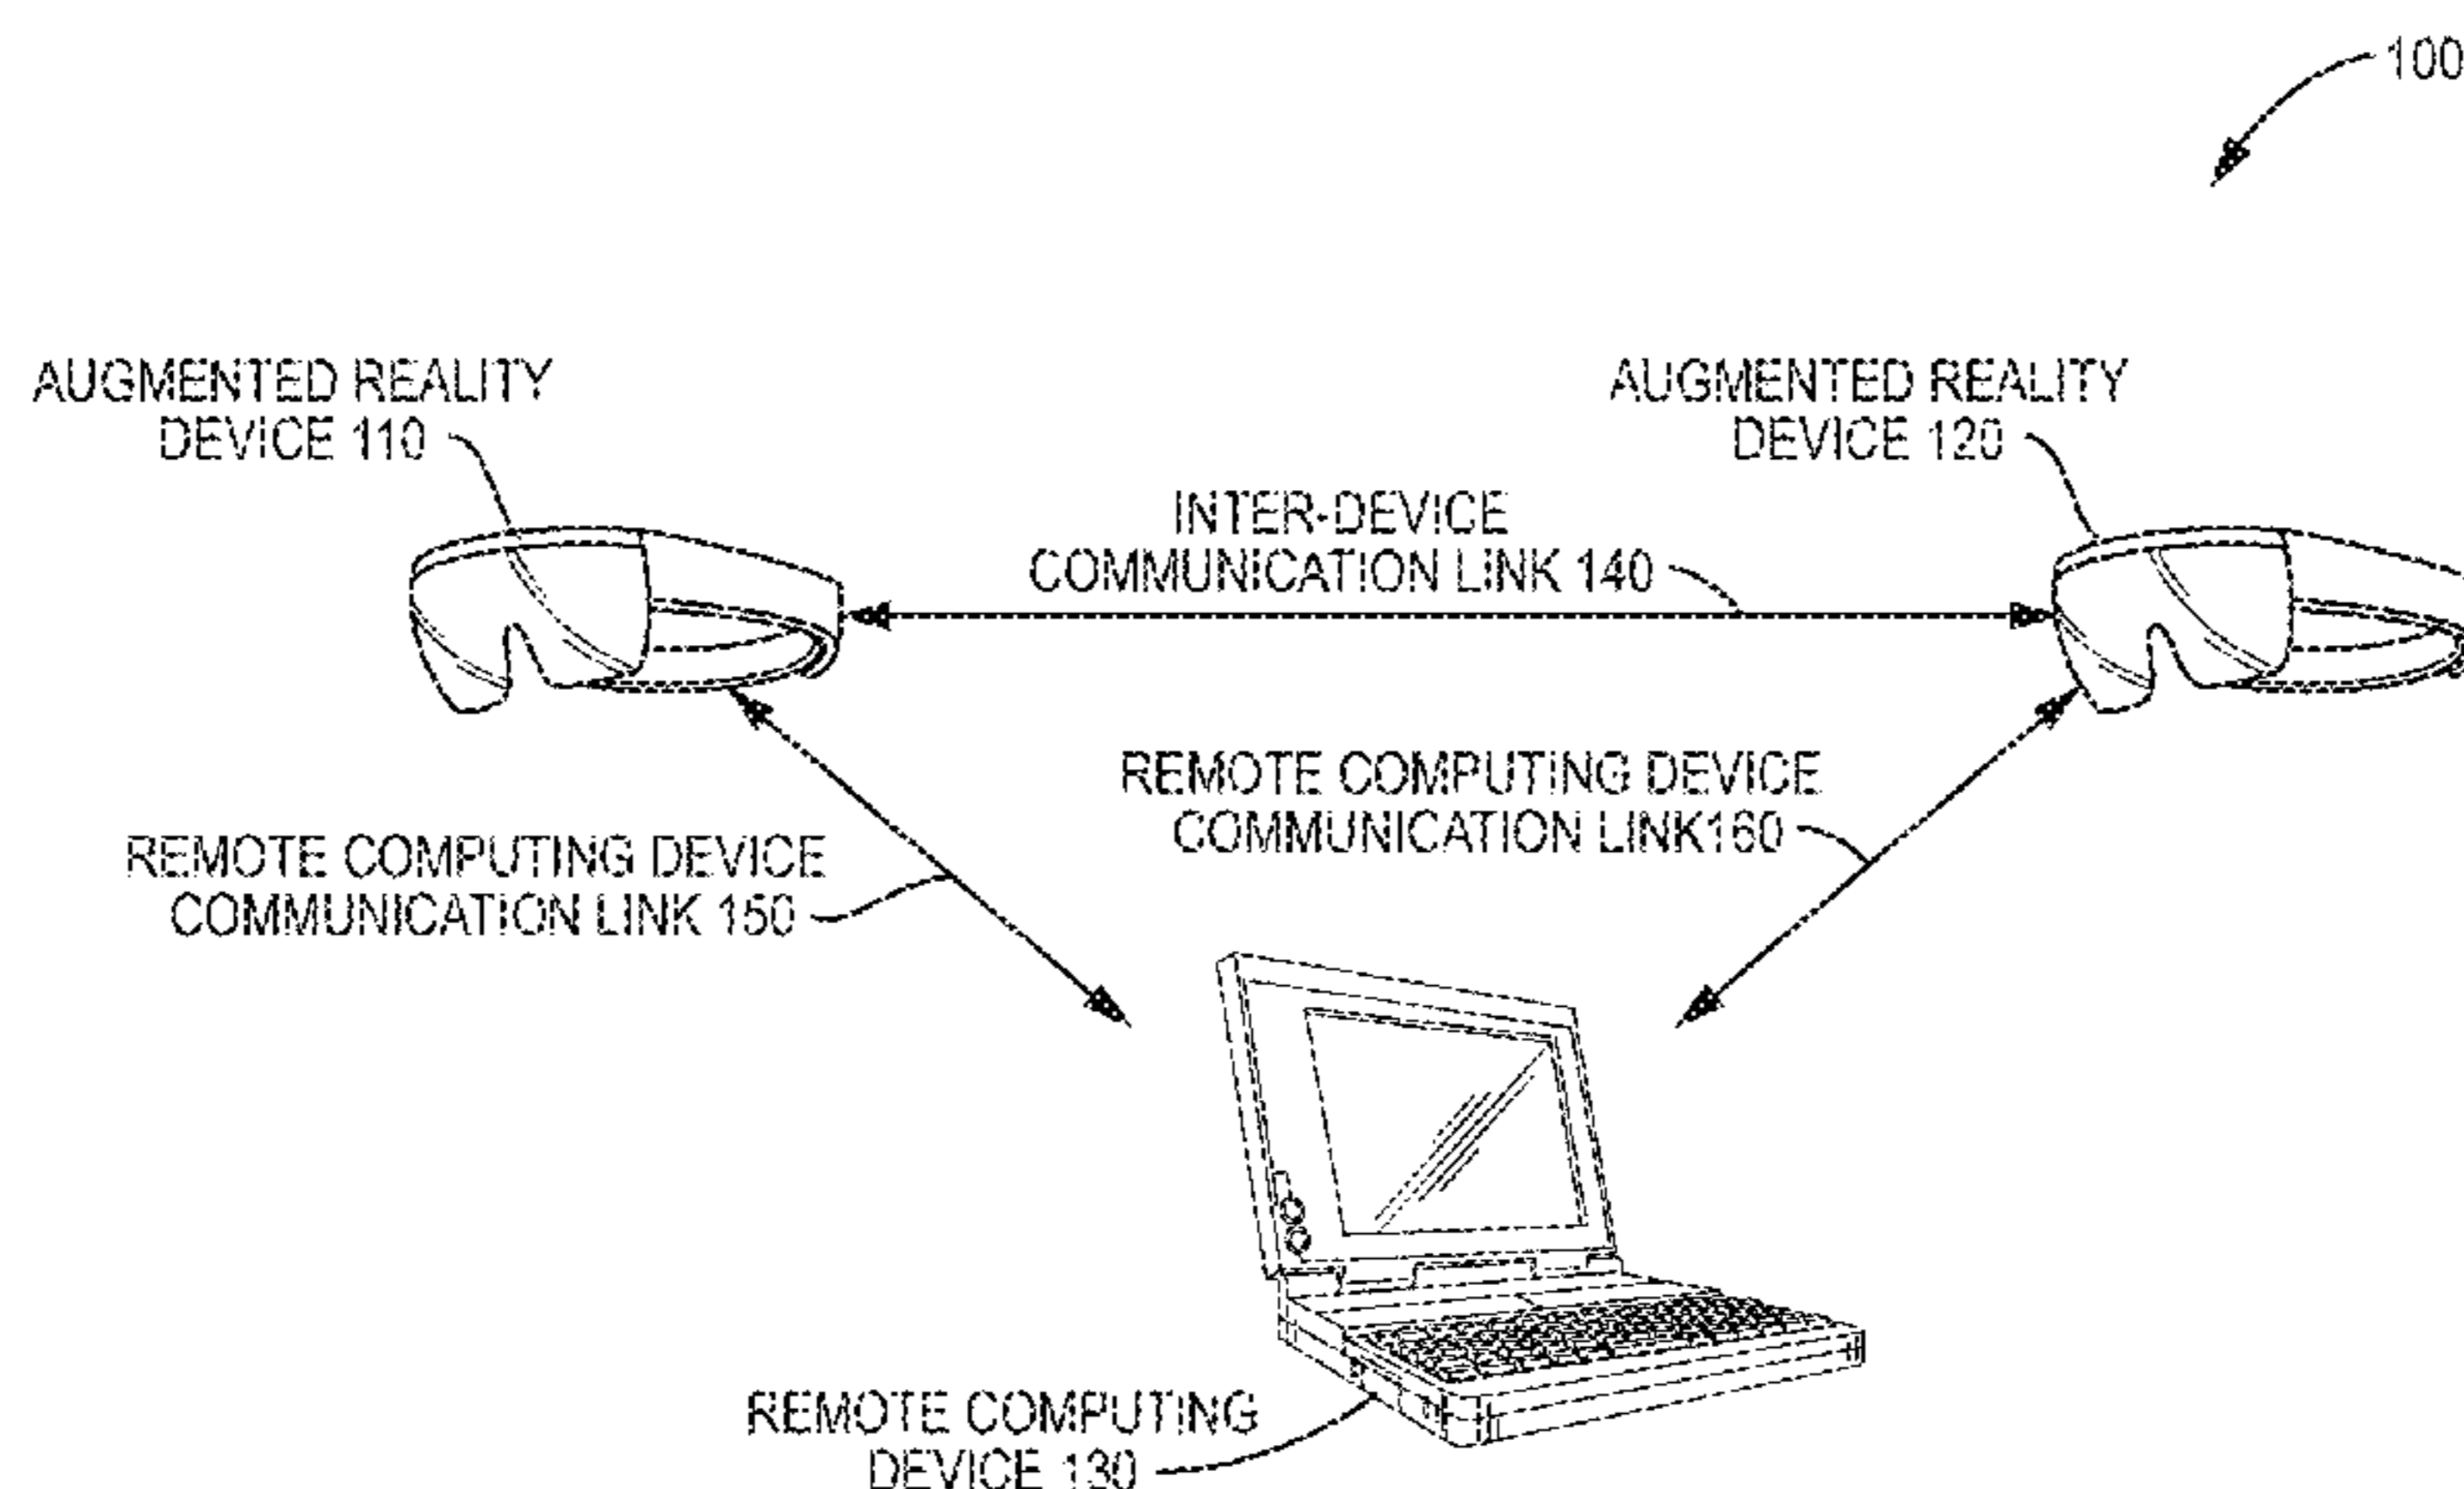 100
AUGMENTED REALITY
DEVICE 110
AUGMENTED REALITY
DEVICE 120
INTER-DEVICE
COMMUNICATION LINK 140
REMOTE COMPUTING DEVICE
COMMUNICATION LINK160
REMOTE COMPUTING DEVICE
COMMUNICATION LINK 150
REMOTE COMPUTING
DEVICE 130